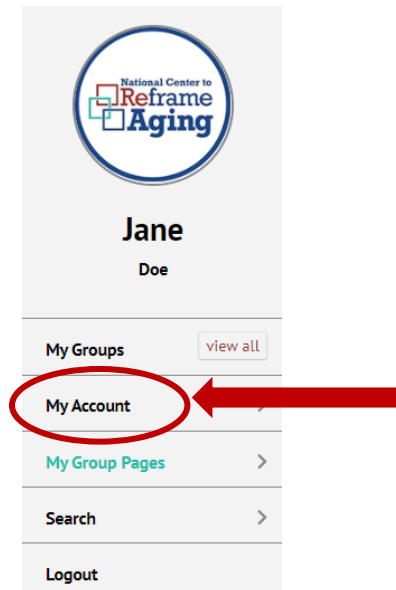 National Center to
Reframe
Aging
Jane
Doe
My Groups view all
My Account
My Group Pages
Search
Logout